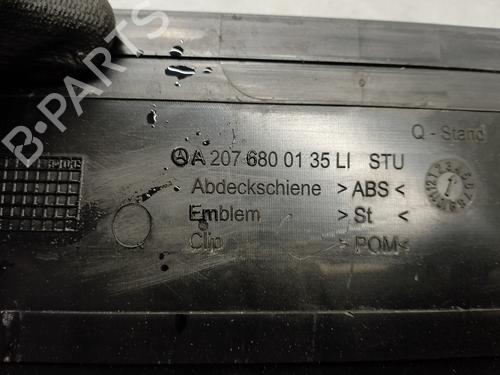 B-PARTS
Q - Stand
A 207 680 01 35 LI STU
Abdeckschiene >ABS<
Emblem >St <
Clip >POM<